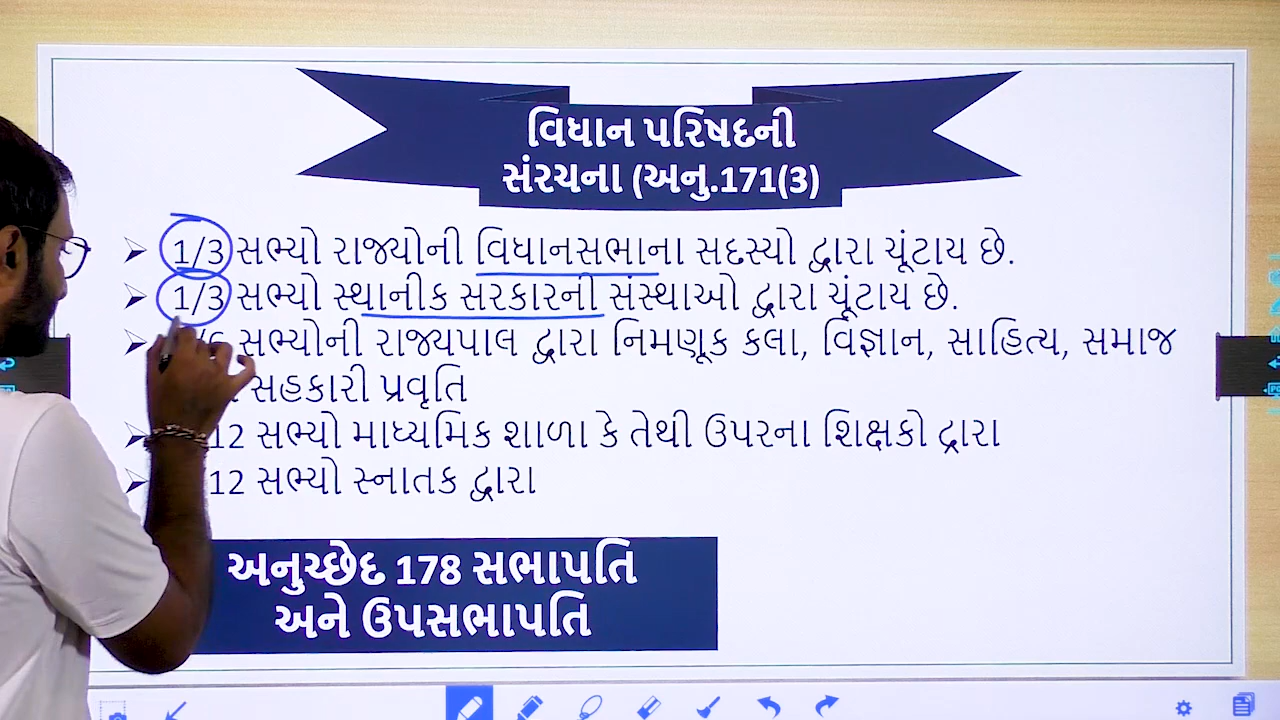 વિધાન પરિષદની
સંરચના (અનુ.171(3)
1/3 સભ્યો રાજ્યોની વિધાનસભાના સદસ્યો દ્વારા ચૂંટાય છે.
1/3 સભ્યો સ્થાનીક સરકારની સંસ્થાઓ દ્વારા ચૂંટાય છે.
સભ્યોની રાજ્યપાલ દ્વારા નિમણૂક કલા, વિજ્ઞાન, સાહિત્ય, સમાજ
સહકારી પ્રવૃતિ
12 સભ્યો માધ્યમિક શાળા કે તેથી ઉપરના શિક્ષકો દ્રારા
12 સભ્યો સ્નાતક દ્વારા
અનુચ્છેદ 178 સભાપતિ
અને ઉપસભાપતિ